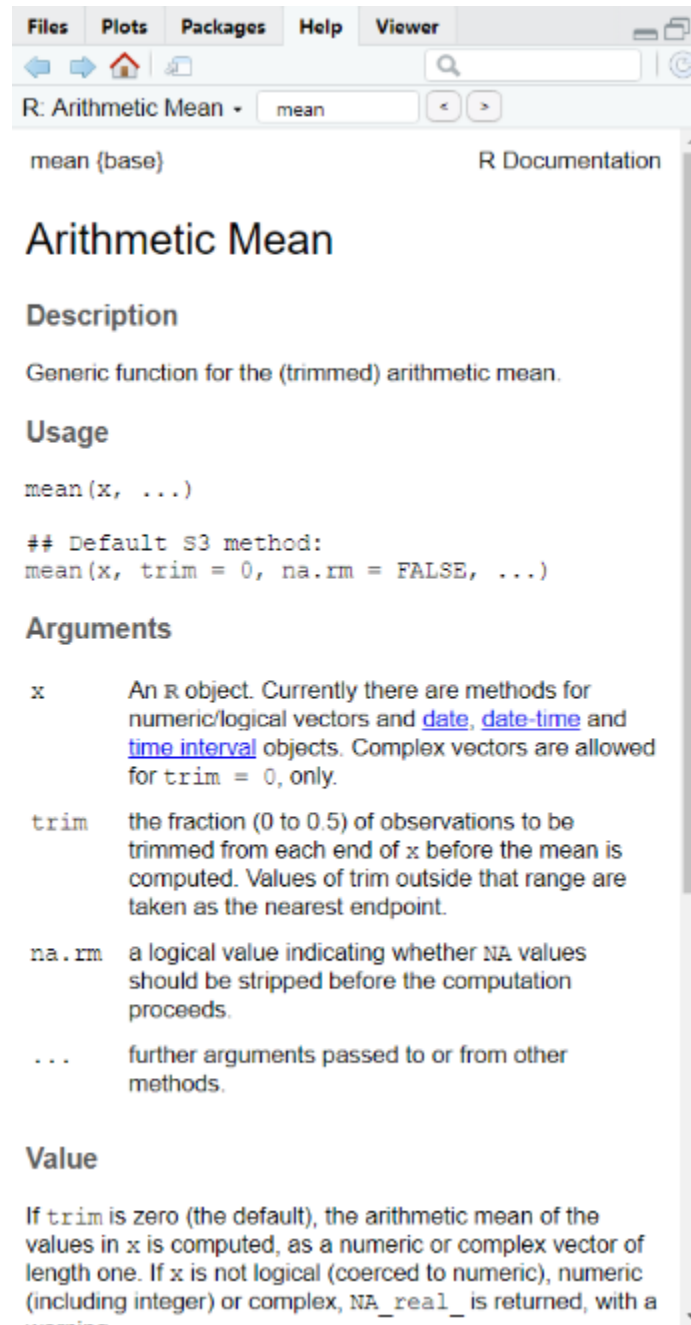 Files Plots Packages Help Viewer
R: Arithmetic Mean mean < >
mean {base} R Documentation
Arithmetic Mean
Description
Generic function for the (trimmed) arithmetic mean.
Usage
mean(x, ...)
## Default S3 method:
mean(x, trim = 0, na.rm = FALSE, ...)
Arguments
x An R object. Currently there are methods for
numeric/logical vectors and date, date-time and
time interval objects. Complex vectors are allowed
for trim = 0, only.
trim the fraction (0 to 0.5) of observations to be
trimmed from each end of x before the mean is
computed. Values of trim outside that range are
taken as the nearest endpoint.
na.rm a logical value indicating whether NA values
should be stripped before the computation
proceeds.
... further arguments passed to or from other
methods.
Value
If trim is zero (the default), the arithmetic mean of the
values in x is computed, as a numeric or complex vector of
length one. If x is not logical (coerced to numeric), numeric
(including integer) or complex, NA_real_ is returned, with a